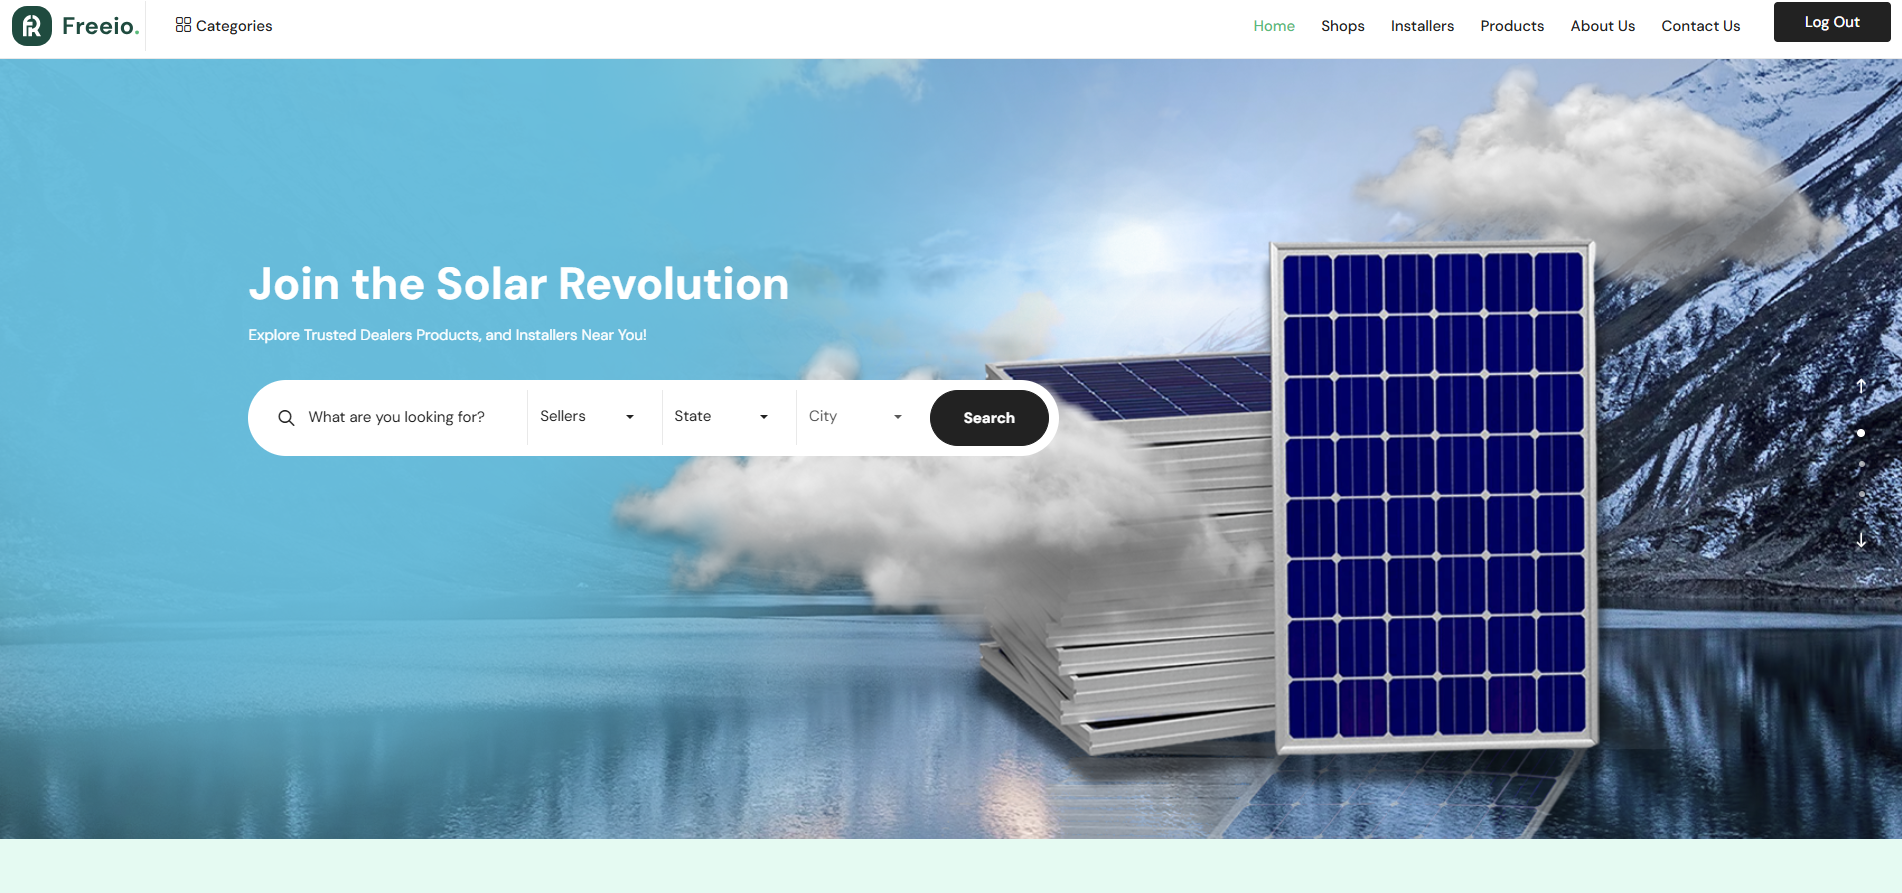 Freeio.
Categories
Home
Shops
Installers
Products
About Us
Contact Us
Log Out
Join the Solar Revolution
Explore Trusted Dealers Products, and Installers Near You!
What are you looking for?
Sellers
State
City
Search